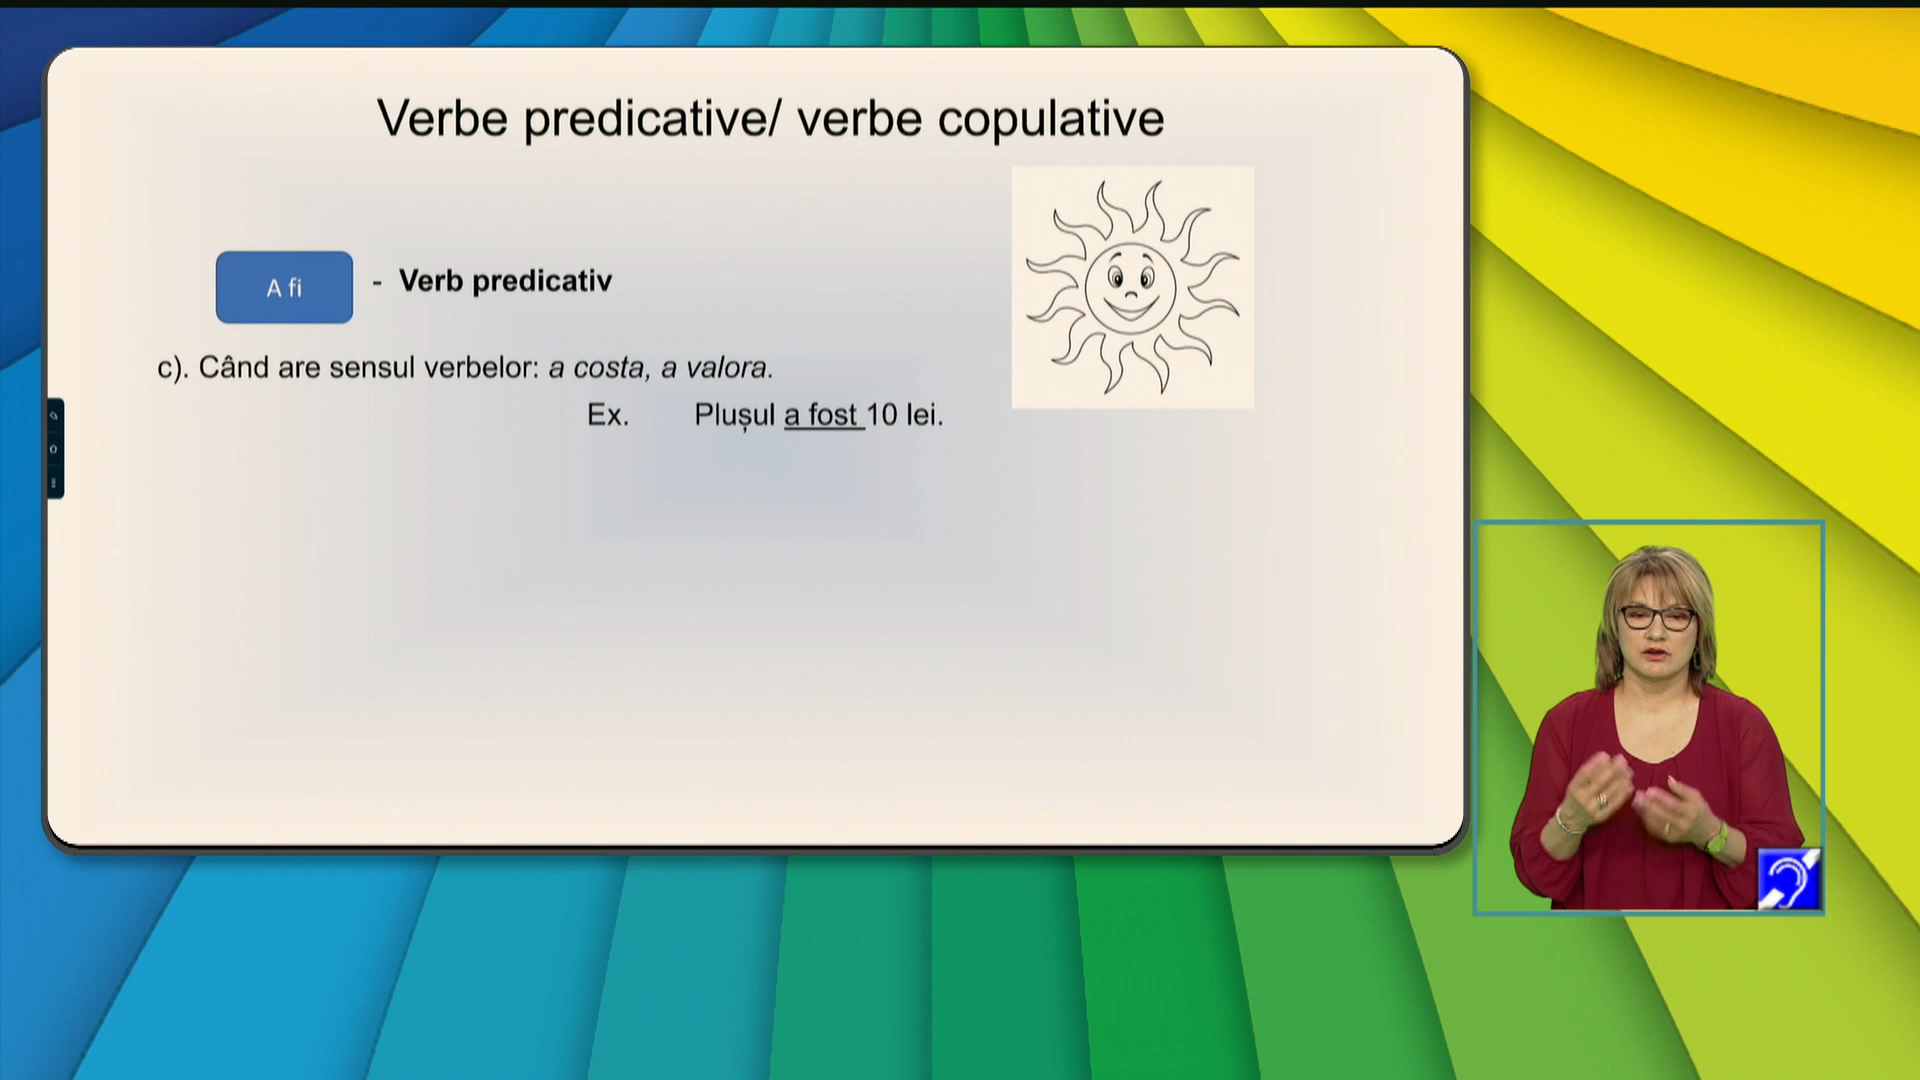 Verbe predicative/ verbe copulative
A fi
- Verb predicativ
c). Când are sensul verbelor: a costa, a valora.
Ex. Plușul a fost 10 lei.